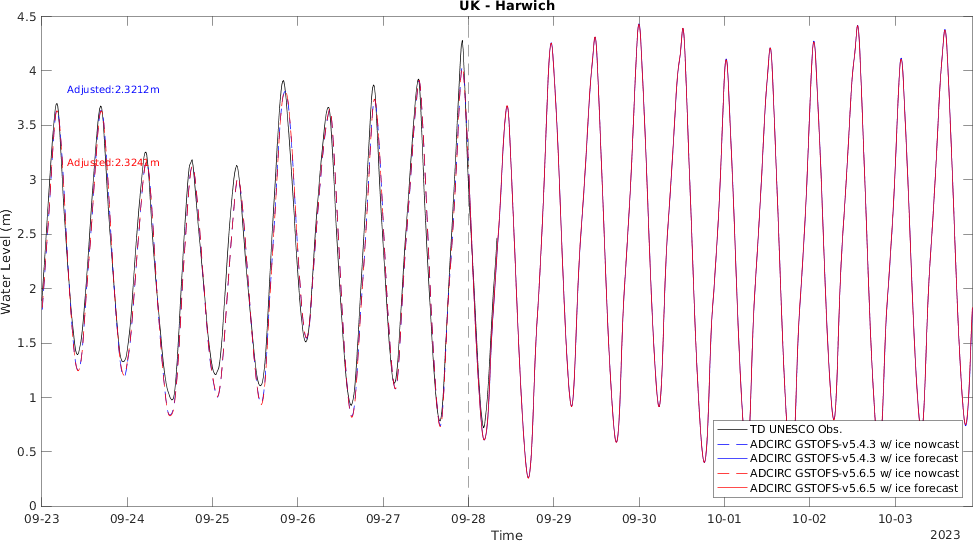 UK - Harwich
4.5
4
3.5
3
2.5
2
1.5
1
0.5
0
Water Level (m)
Adjusted:2.3212m
Adjusted:2.3242m
TD UNESCO Obs.
ADCIRC GSTOFS-v5.4.3 w/ ice nowcast
ADCIRC GSTOFS-v5.4.3 w/ ice forecast
ADCIRC GSTOFS-v5.6.5 w/ ice nowcast
ADCIRC GSTOFS-v5.6.5 w/ ice forecast
09-23 09-24 09-25 09-26 09-27 09-28 09-29 09-30 10-01 10-02 10-03
Time
2023